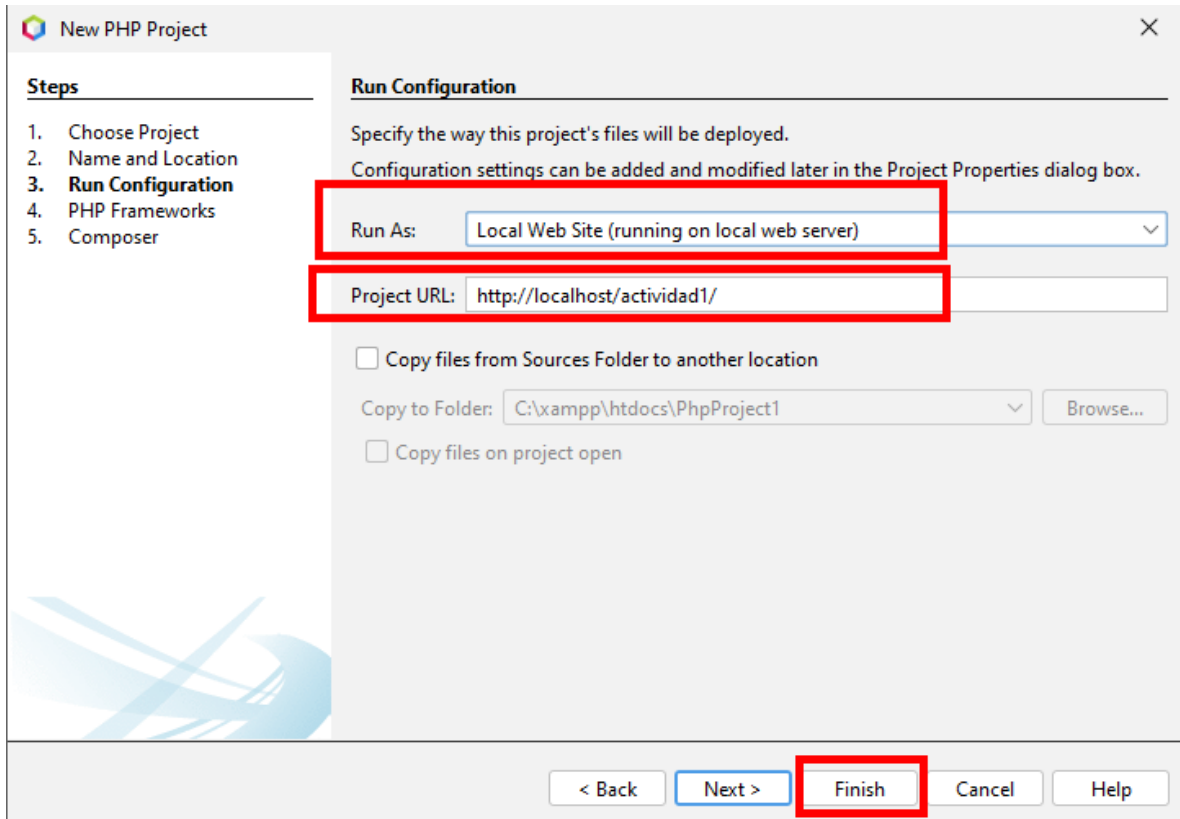 New PHP Project
Steps
1. Choose Project
2. Name and Location
3. Run Configuration
4. PHP Frameworks
5. Composer
Run Configuration
Specify the way this project's files will be deployed.
Configuration settings can be added and modified later in the Project Properties dialog box.
Run As: Local Web Site (running on local web server)
Project URL: http://localhost/actividad1/
Copy files from Sources Folder to another location
Copy to Folder: C:\xampp\htdocs\PhpProject1 Browse...
Copy files on project open
< Back Next > Finish Cancel Help